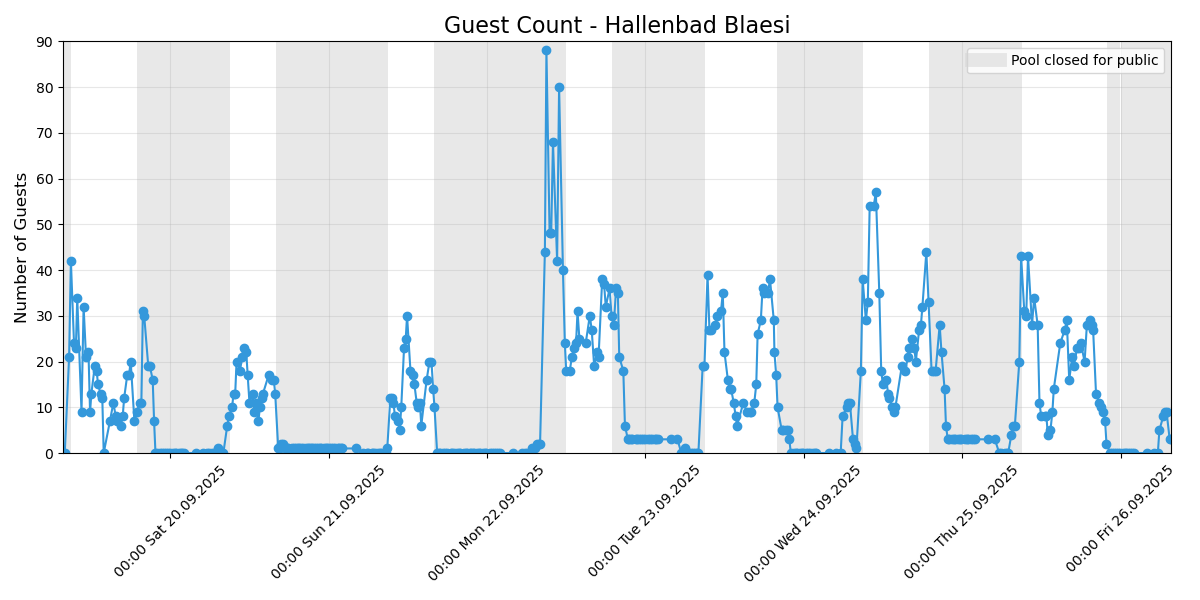 Guest Count - Hallenbad Blaesi
Pool closed for public
Number of Guests
90
80
70
60
50
40
30
20
10
0
00:00 Sat 20.09.2025
00:00 Sun 21.09.2025
00:00 Mon 22.09.2025
00:00 Tue 23.09.2025
00:00 Wed 24.09.2025
00:00 Thu 25.09.2025
00:00 Fri 26.09.2025